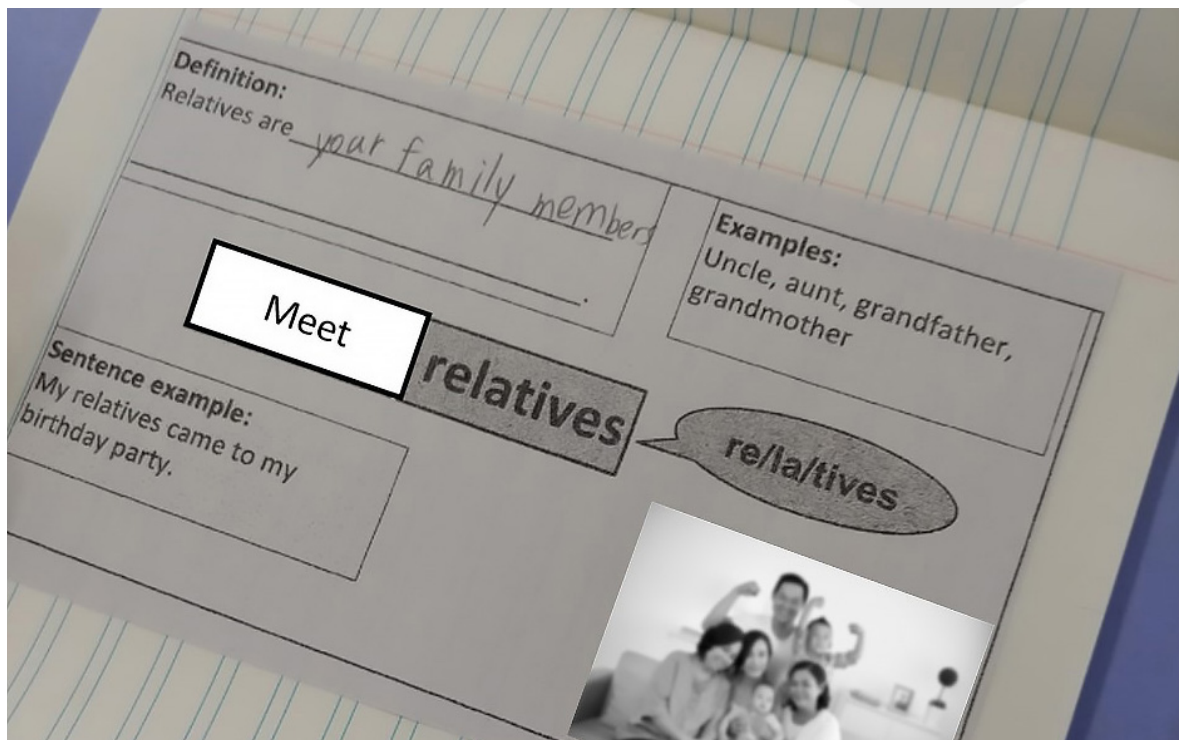 Definition:
Relatives are your family members
.
Examples:
Uncle, aunt, grandfather,
grandmother
Meet
relatives
re/la/tives
Sentence example:
My relatives came to my
birthday party.